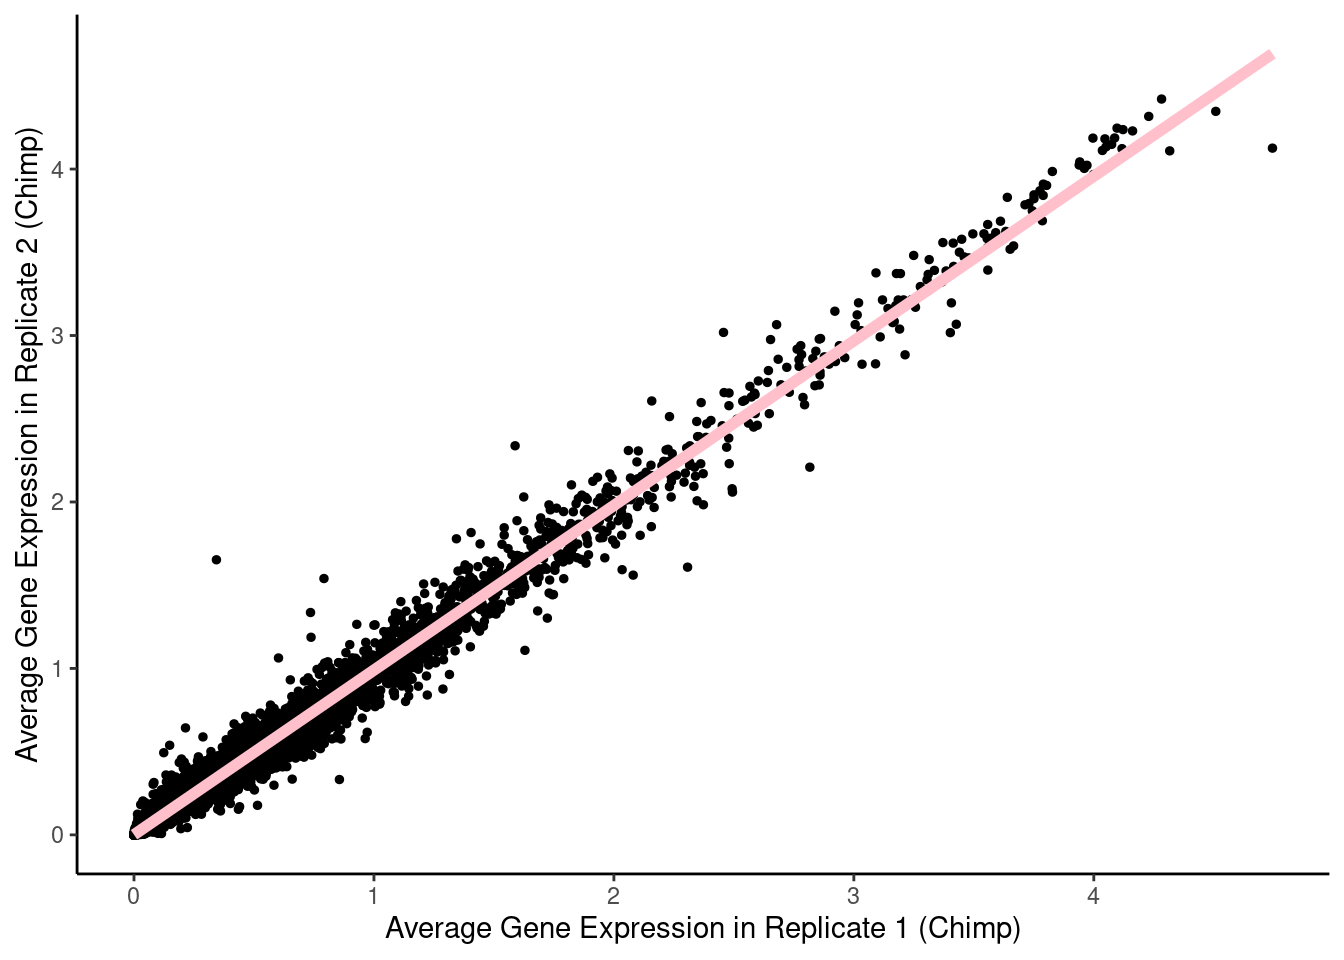 Average Gene Expression in Replicate 2 (Chimp)
4
3
2
1
0
0 1 2 3 4
Average Gene Expression in Replicate 1 (Chimp)